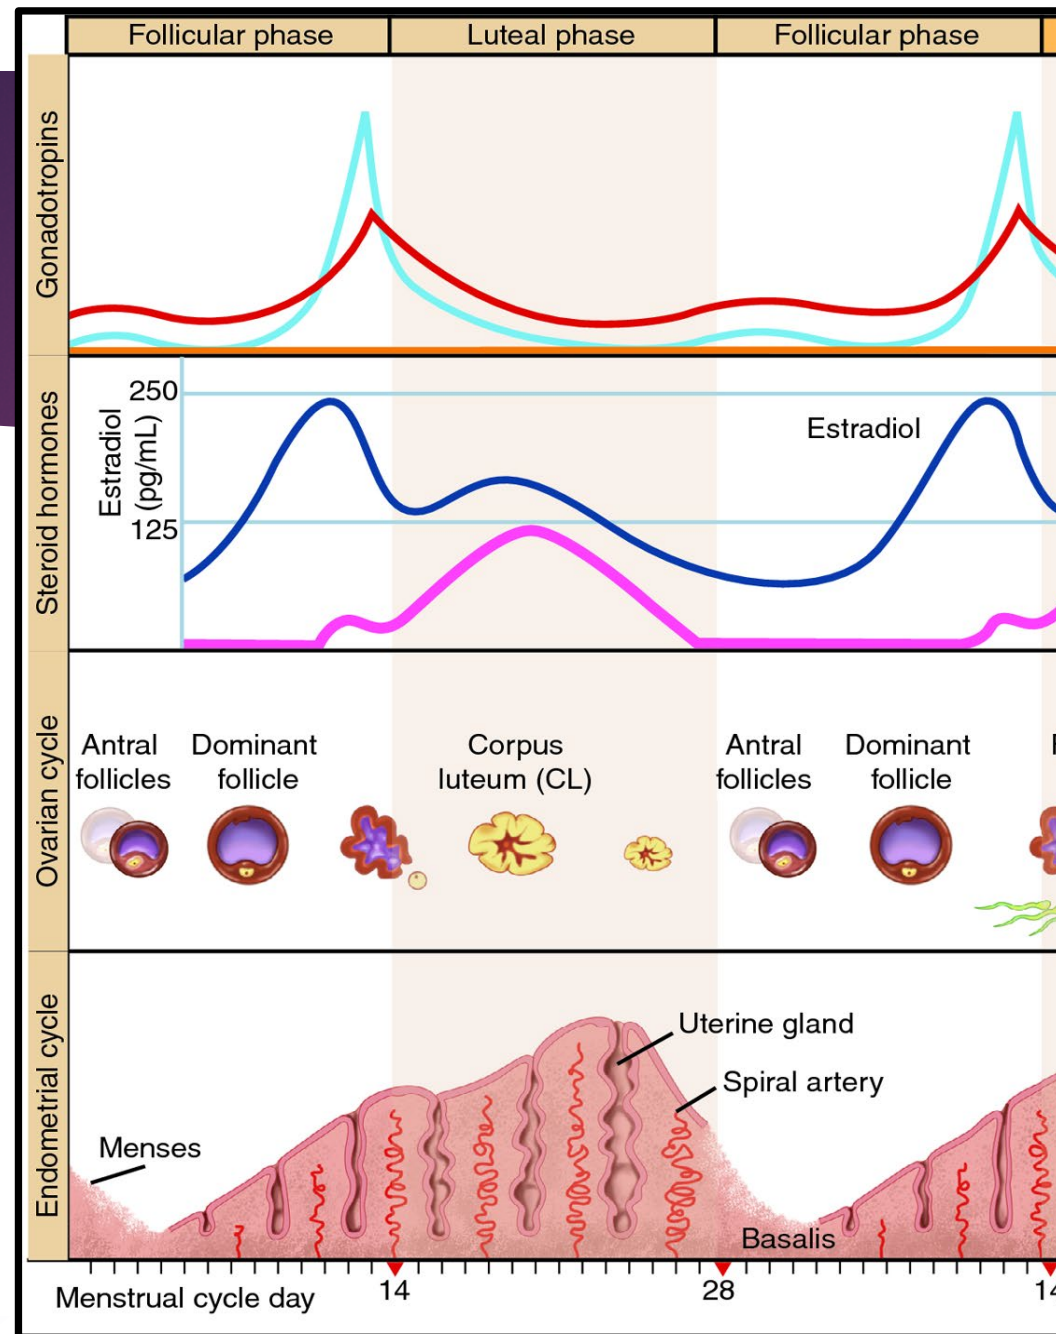 Follicular phase
Luteal phase
Follicular phase
Gonadotropins
Steroid hormones
Estradiol
(pg/mL)
250
125
Estradiol
Ovarian cycle
Antral
follicles
Dominant
follicle
Corpus
luteum (CL)
Antral
follicles
Dominant
follicle
Endometrial cycle
Menses
Uterine gland
Spiral artery
Basalis
Menstrual cycle day
14
28
14